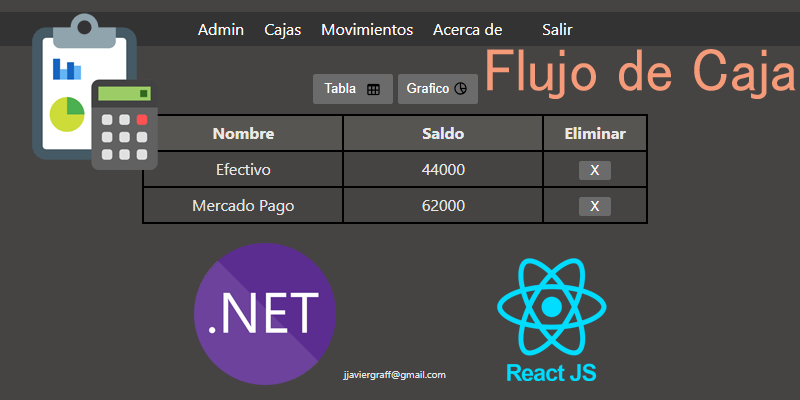 Admin Cajas Movimientos Acerca de Salir
Flujo de Caja
Tabla Grafico
Nombre Saldo Eliminar
Efectivo 44000 X
Mercado Pago 62000 X
.NET
React JS
jjaviergraff@gmail.com